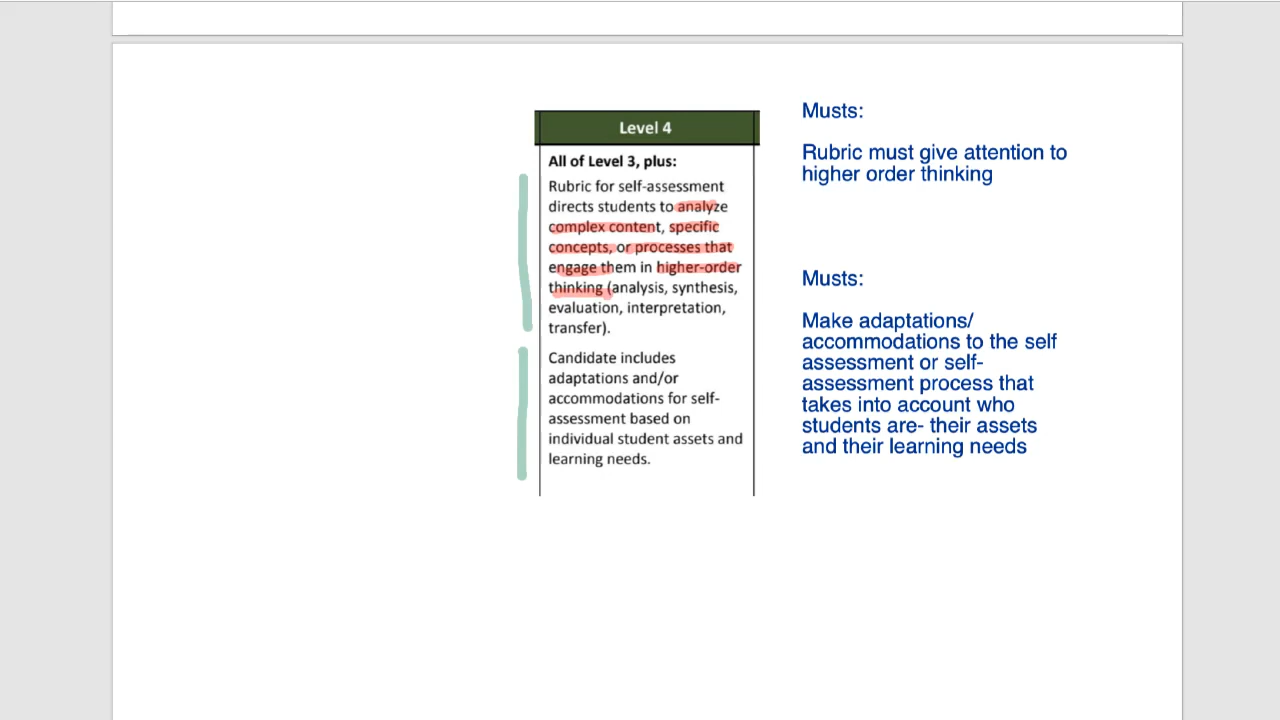 Level 4
All of Level 3, plus:
Rubric for self-assessment
directs students to analyze
complex content, specific
concepts, or processes that
engage them in higher-order
thinking (analysis, synthesis,
evaluation, interpretation,
transfer).
Candidate includes
adaptations and/or
accommodations for self-
assessment based on
individual student assets and
learning needs.
Musts:
Rubric must give attention to
higher order thinking
Musts:
Make adaptations/
accommodations to the self
assessment or self-
assessment process that
takes into account who
students are- their assets
and their learning needs